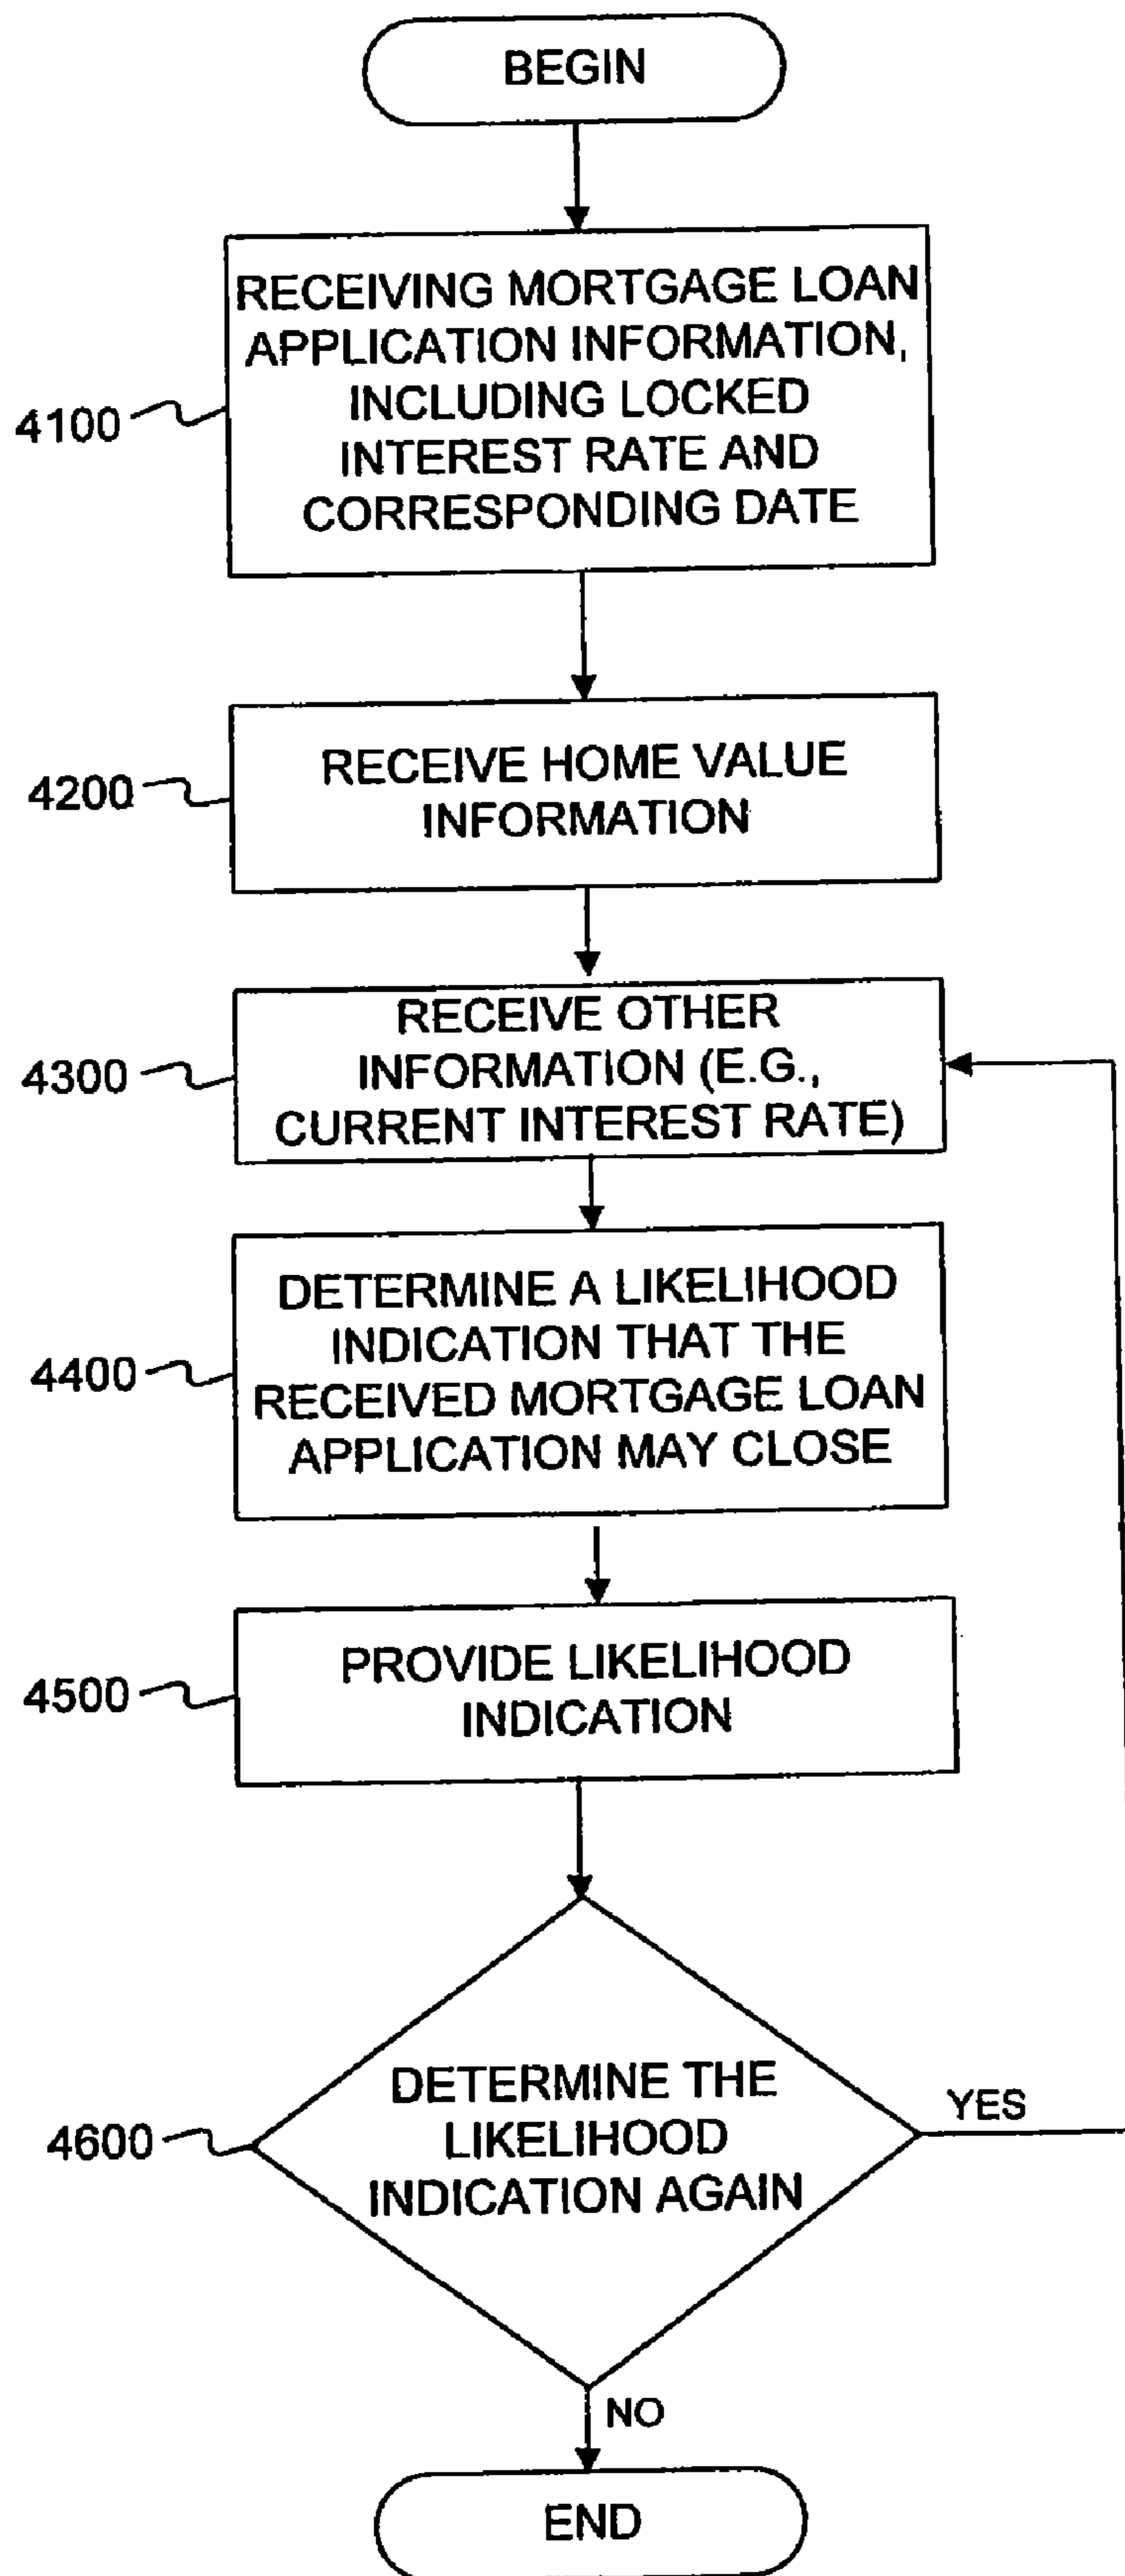 BEGIN
RECEIVING MORTGAGE LOAN
APPLICATION INFORMATION,
INCLUDING LOCKED
INTEREST RATE AND
CORRESPONDING DATE
4100
RECEIVE HOME VALUE
INFORMATION
4200
RECEIVE OTHER
INFORMATION (E.G.,
CURRENT INTEREST RATE)
4300
DETERMINE A LIKELIHOOD
INDICATION THAT THE
RECEIVED MORTGAGE LOAN
APPLICATION MAY CLOSE
4400
PROVIDE LIKELIHOOD
INDICATION
4500
DETERMINE THE
LIKELIHOOD
INDICATION AGAIN
4600
YES
NO
END